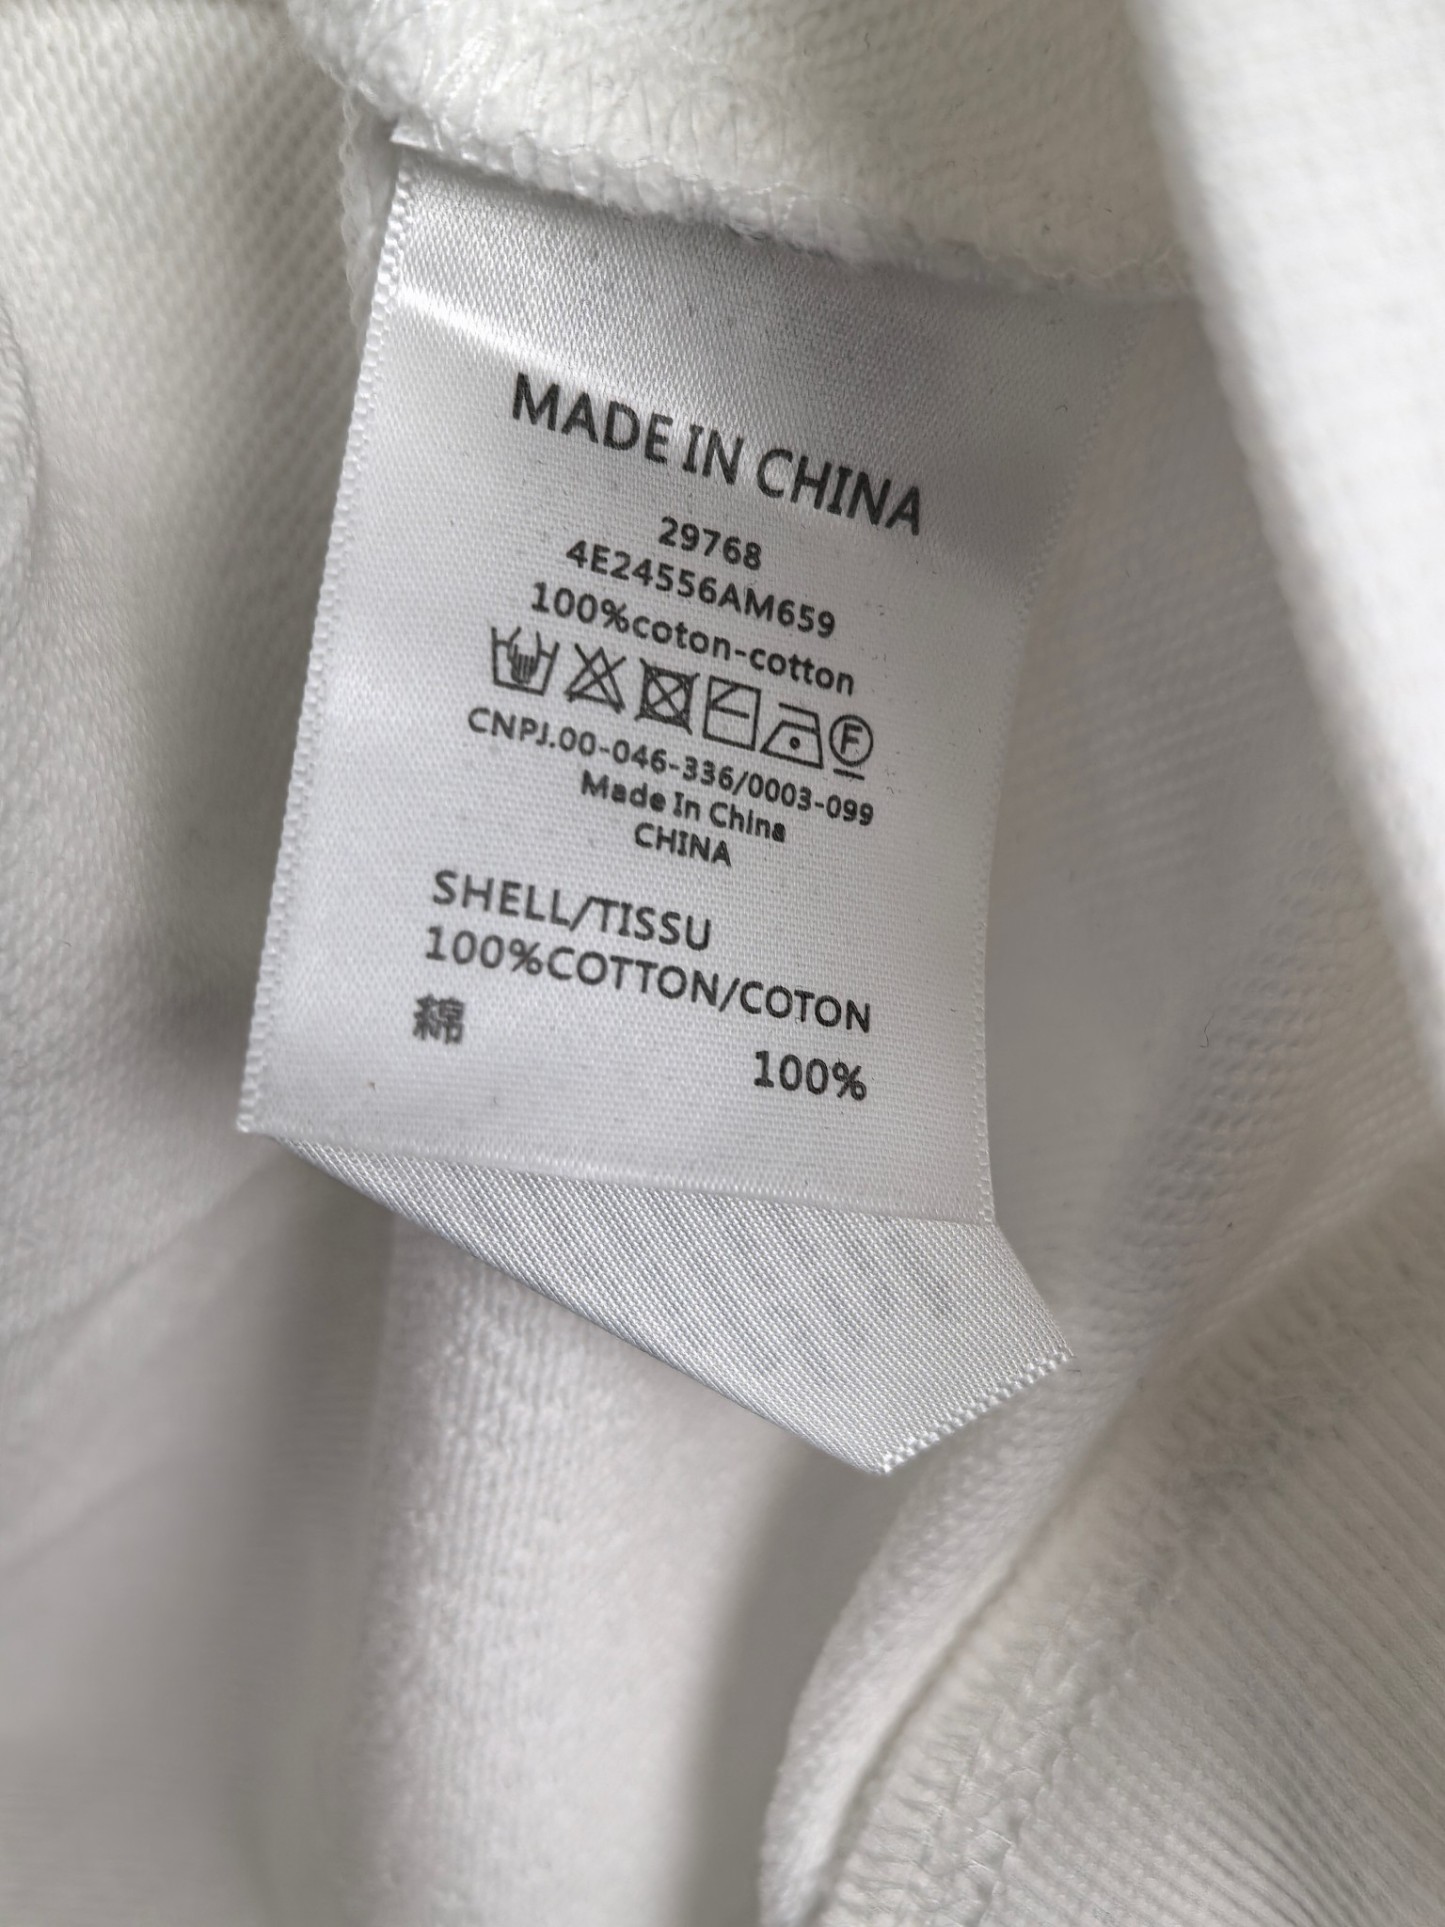 MADE IN CHINA
29768
4E24556AM659
100%coton-cotton
F
CNPJ.00-046-336/0003-099
Made In China
CHINA
SHELL/TISSU
100%COTTON/COTON
綿
100%